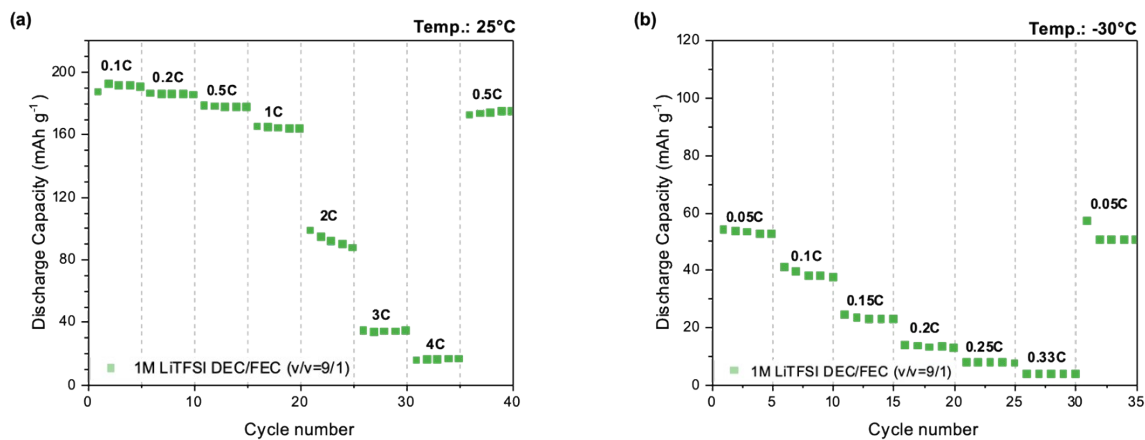 (a)
Temp.: 25°C
Discharge Capacity (mAh g⁻¹)
200
160
120
80
40
0
0.1C
0.2C
0.5C
1C
2C
3C
4C
0.5C
1M LiTFSI DEC/FEC (v/v=9/1)
0 10 20 30 40
Cycle number
(b)
Temp.: -30°C
Discharge Capacity (mAh g⁻¹)
120
100
80
60
40
20
0
0.05C
0.1C
0.15C
0.2C
0.25C
0.33C
0.05C
1M LiTFSI DEC/FEC (v/v=9/1)
0 5 10 15 20 25 30 35
Cycle number